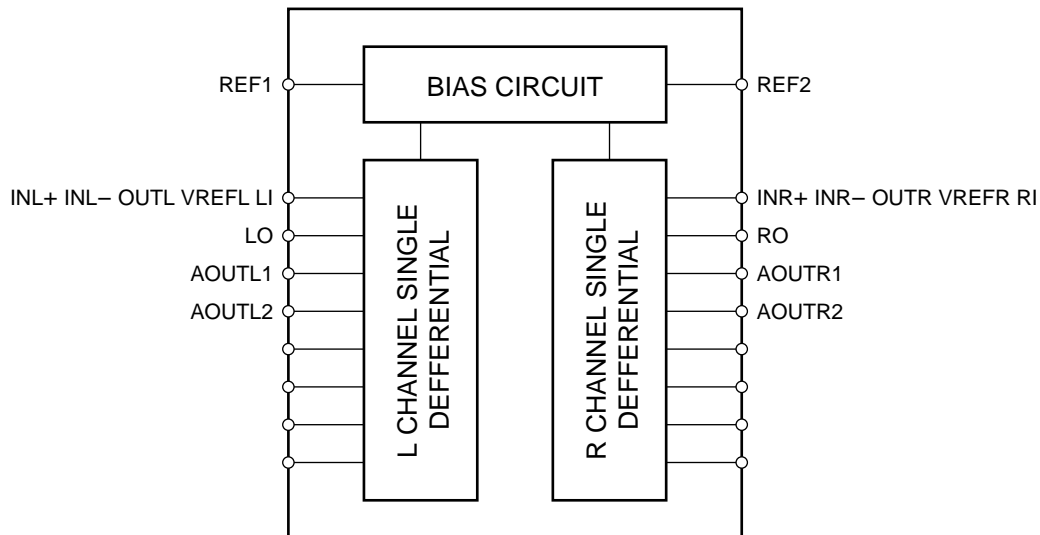 REF1
BIAS CIRCUIT
REF2
INL+ INL− OUTL VREFL LI
LO
AOUTL1
AOUTL2
L CHANNEL SINGLE
DEFFERENTIAL
R CHANNEL SINGLE
DEFFERENTIAL
INR+ INR− OUTR VREFR RI
RO
AOUTR1
AOUTR2